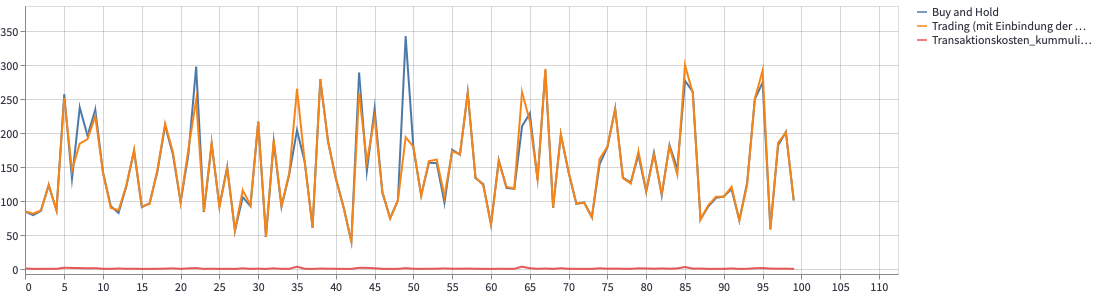 Buy and Hold
Trading (mit Einbindung der ...
Transaktionskosten_kummuli...
350
300
250
200
150
100
50
0
0 5 10 15 20 25 30 35 40 45 50 55 60 65 70 75 80 85 90 95 100 105 110